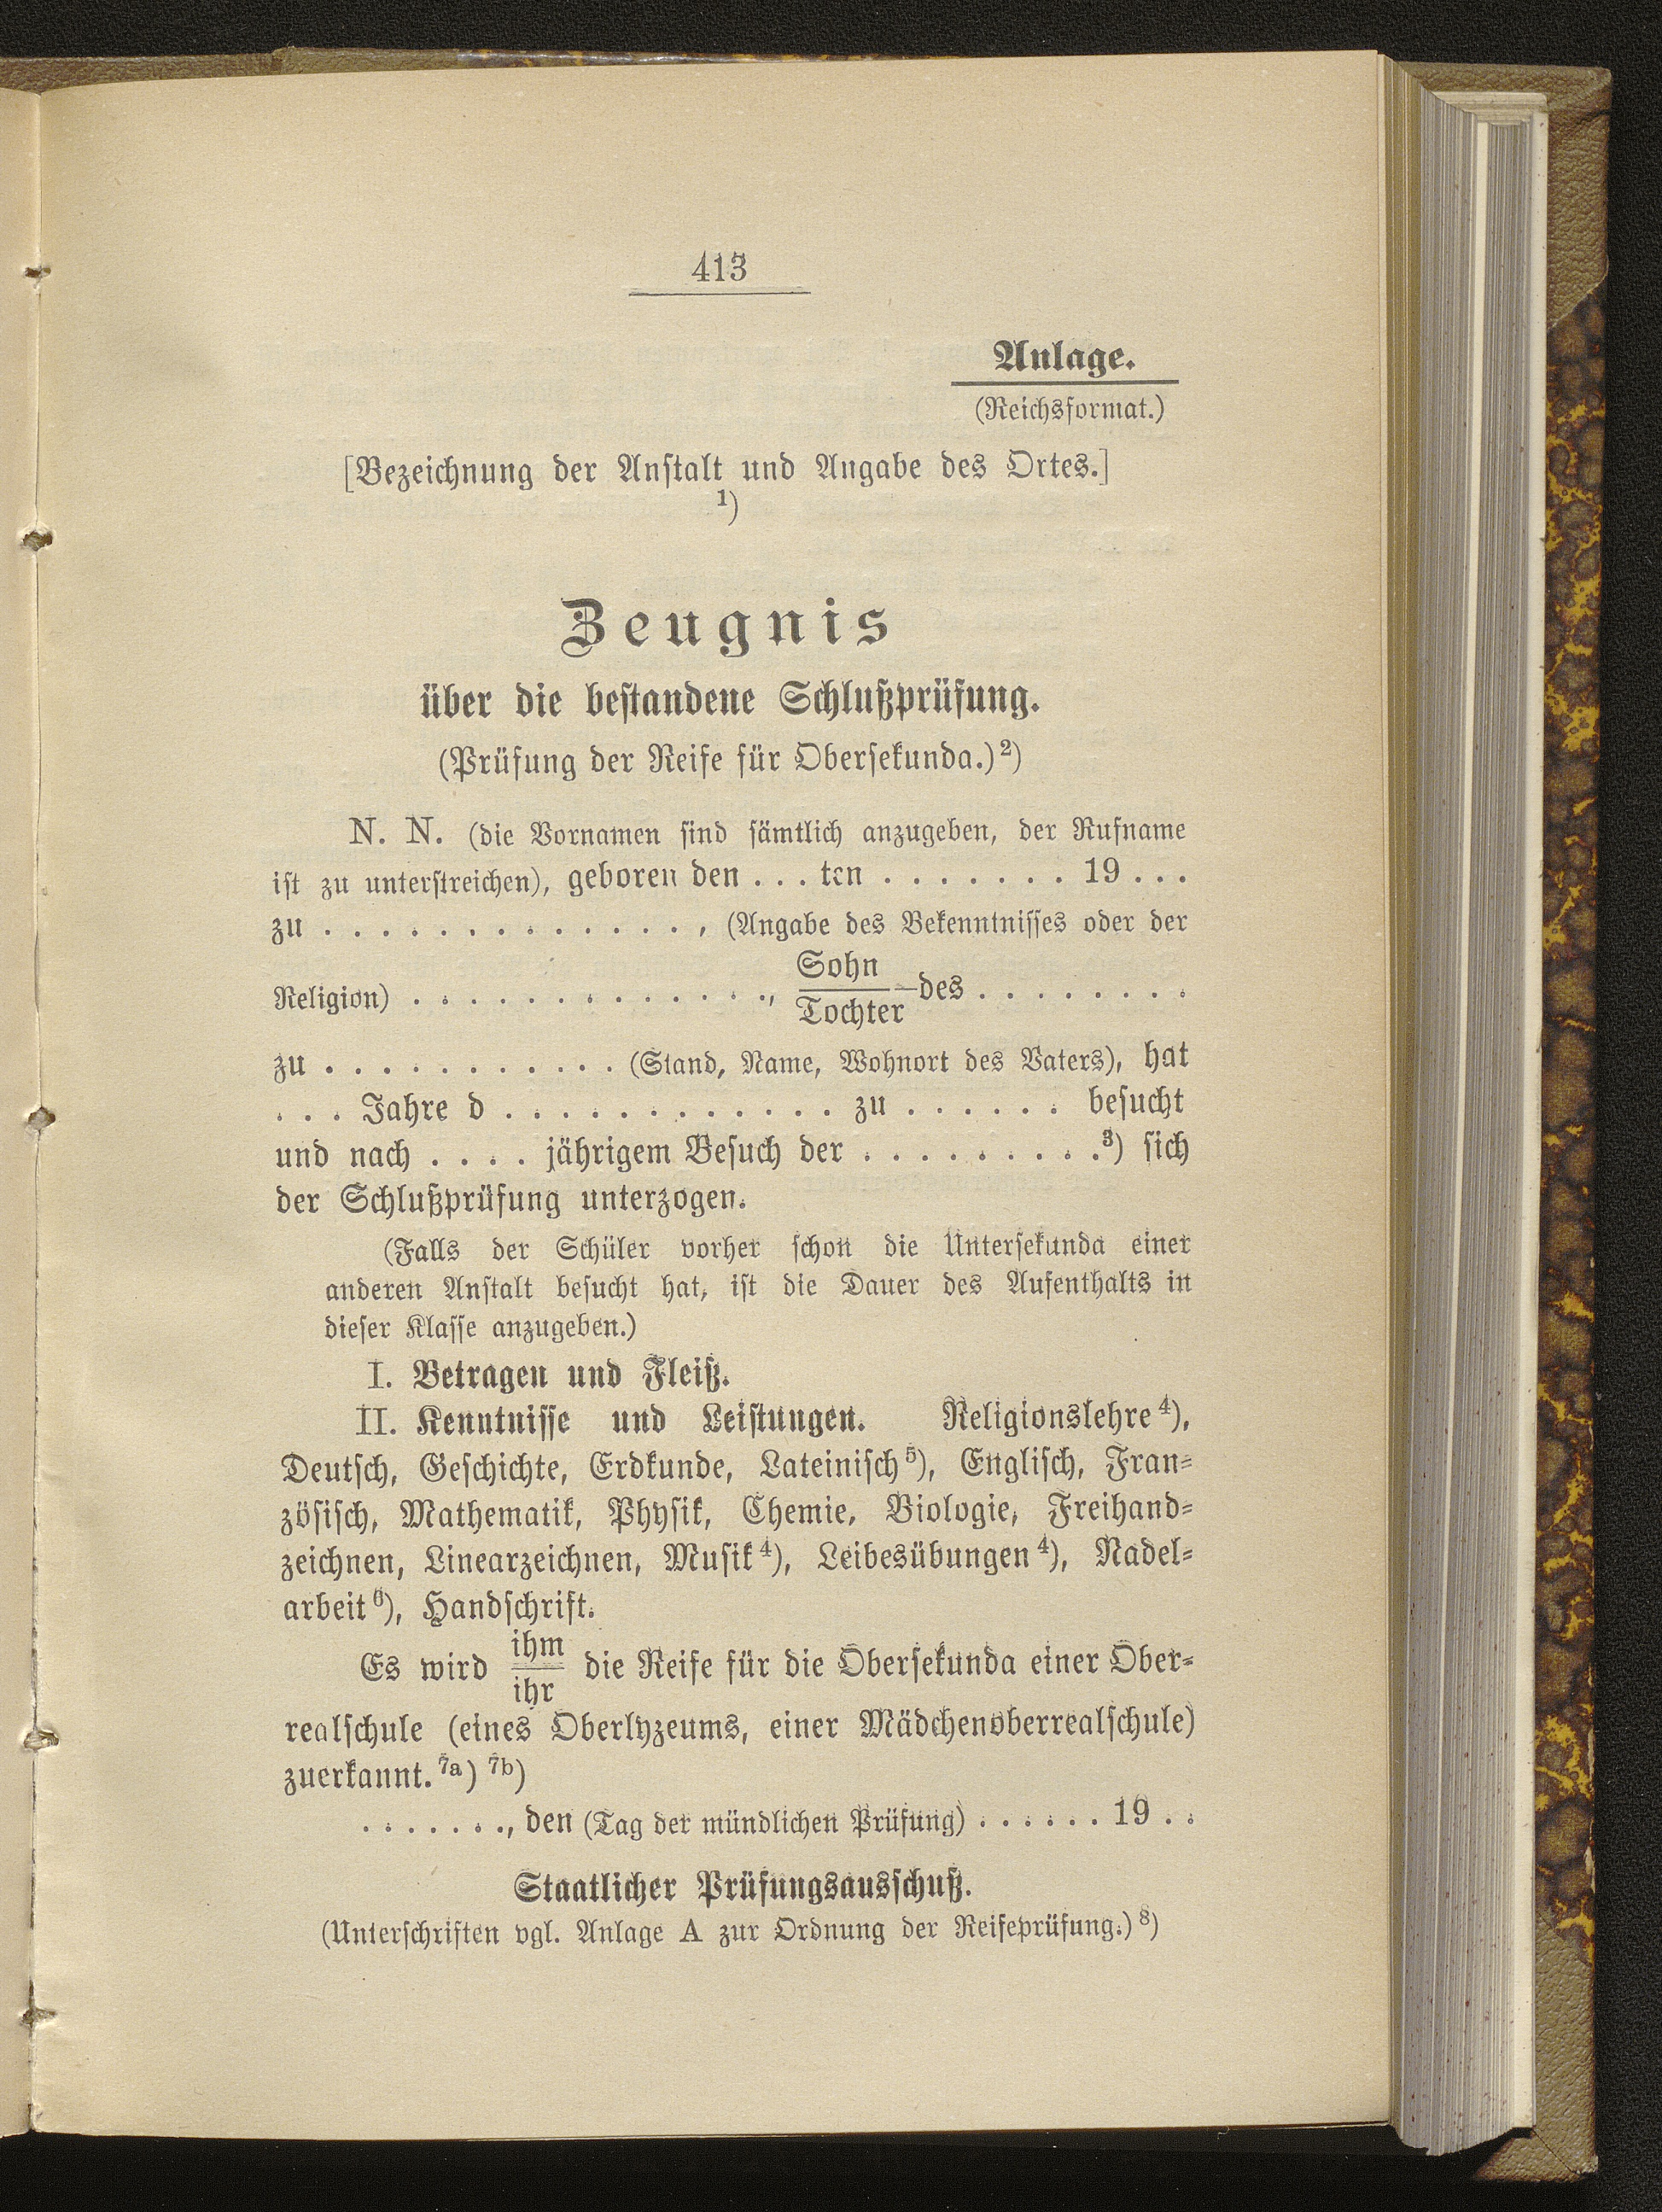 413
Anlage.
(Reichsformat.)
[Bezeichnung der Anstalt und Angabe des Ortes.]
1)
Zeugnis
über die bestandene Schlußprüfung.
(Prüfung der Reife für Obersekunda.)²)
N. N. (die Vornamen sind sämtlich anzugeben, der Rufname
ist zu unterstreichen), geboren den . . . ten . . . . . . . 19 . . .
zu . . . . . . . . . . . . . ., (Angabe des Bekenntnisses oder der
Sohn
Religion) . . . . . . . . . . . . ., des . . . . . . . .
Tochter
zu . . . . . . . . . . . (Stand, Name, Wohnort des Vaters), hat
. . . Jahre d . . . . . . . . . . . . zu . . . . . . besucht
und nach . . . . jährigem Besuch der . . . . . . . . .³) sich
der Schlußprüfung unterzogen.
(Falls der Schüler vorher schon die Untersekunda einer
anderen Anstalt besucht hat, ist die Dauer des Aufenthalts in
dieser Klasse anzugeben.)
I. Betragen und Fleiß.
II. Kenntnisse und Leistungen. Religionslehre⁴),
Deutsch, Geschichte, Erdkunde, Lateinisch⁵), Englisch, Fran-
zösisch, Mathematik, Physik, Chemie, Biologie, Freihand-
zeichnen, Linearzeichnen, Musik⁴), Leibesübungen⁴), Nadel-
arbeit⁶), Handschrift.
ihm
Es wird die Reife für die Obersekunda einer Ober-
ihr
realschule (eines Oberlyzeums, einer Mädchenoberrealschule)
zuerkannt.7a) 7b)
. . . . . . ., den (Tag der mündlichen Prüfung) . . . . . . 19 . .
Staatlicher Prüfungsausschuß.
(Unterschriften vgl. Anlage A zur Ordnung der Reifeprüfung.)⁸)